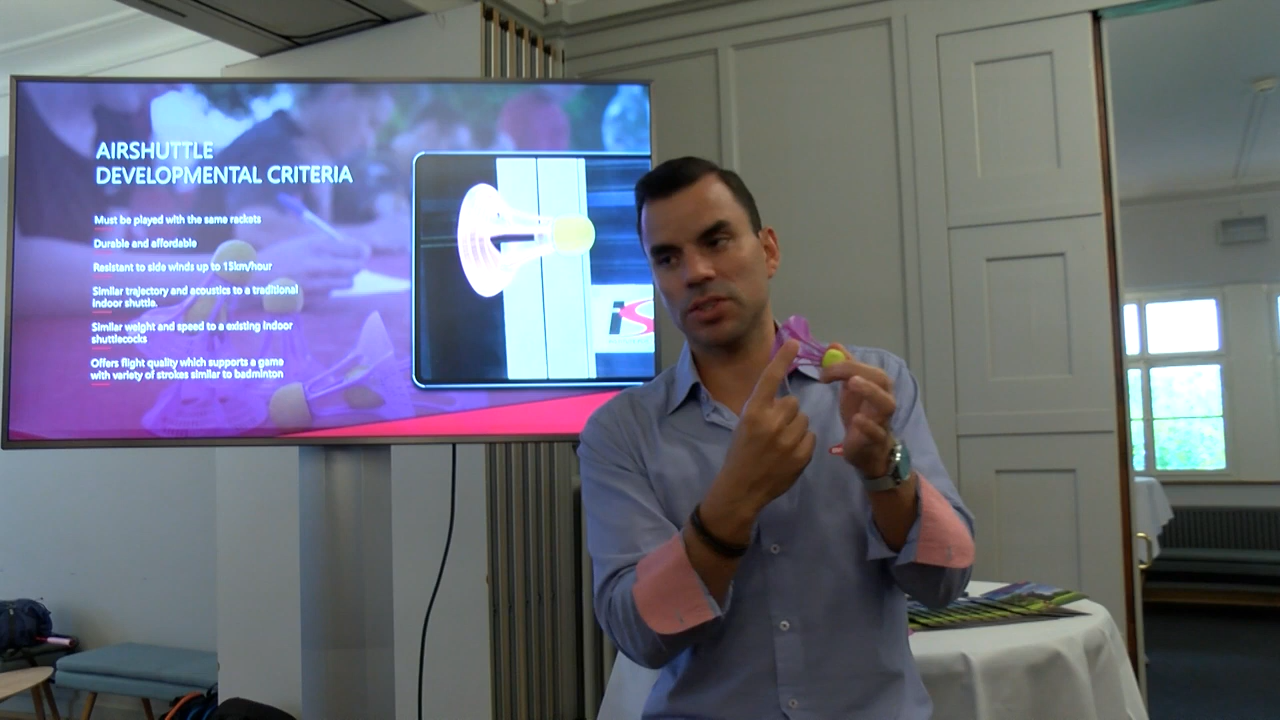 AIRSHUTTLE
DEVELOPMENTAL CRITERIA
Must be played with the same rackets
Durable and affordable
Resistant to side winds up to 15km/hour
Similar trajectory and acoustics to a traditional
indoor shuttle.
Similar weight and speed to a existing indoor
shuttlecocks
Offers flight quality which supports a game
with variety of strokes similar to badminton
iS